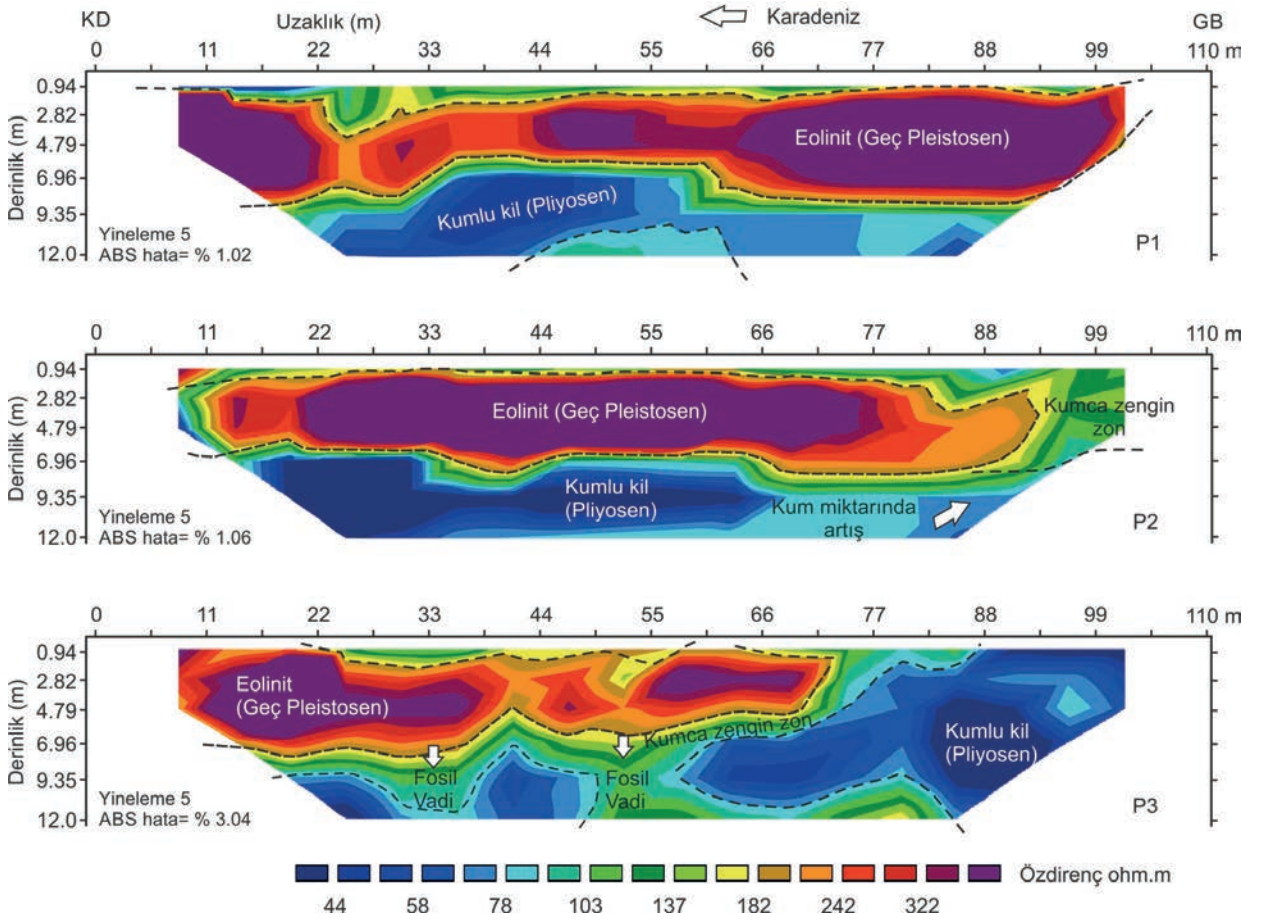 KD Uzaklık (m) Karadeniz GB
0 11 22 33 44 55 66 77 88 99 110 m
Derinlik (m)
0.94
2.82
4.79
6.96
9.35
12.0
Eolinit (Geç Pleistosen)
Kumlu kil (Pliyosen)
Yineleme 5
ABS hata= % 1.02
P1
0 11 22 33 44 55 66 77 88 99 110 m
Derinlik (m)
0.94
2.82
4.79
6.96
9.35
12.0
Eolinit (Geç Pleistosen)
Kumca zengin
zon
Kumlu kil
(Pliyosen)
Kum miktarında
artış
Yineleme 5
ABS hata= % 1.06
P2
0 11 22 33 44 55 66 77 88 99 110 m
Derinlik (m)
0.94
2.82
4.79
6.96
9.35
12.0
Eolinit
(Geç Pleistosen)
Kumca zengin zon
Kumlu kil
(Pliyosen)
Fosil
Vadi
Fosil
Vadi
Yineleme 5
ABS hata= % 3.04
P3
Özdirenç ohm.m
44 58 78 103 137 182 242 322